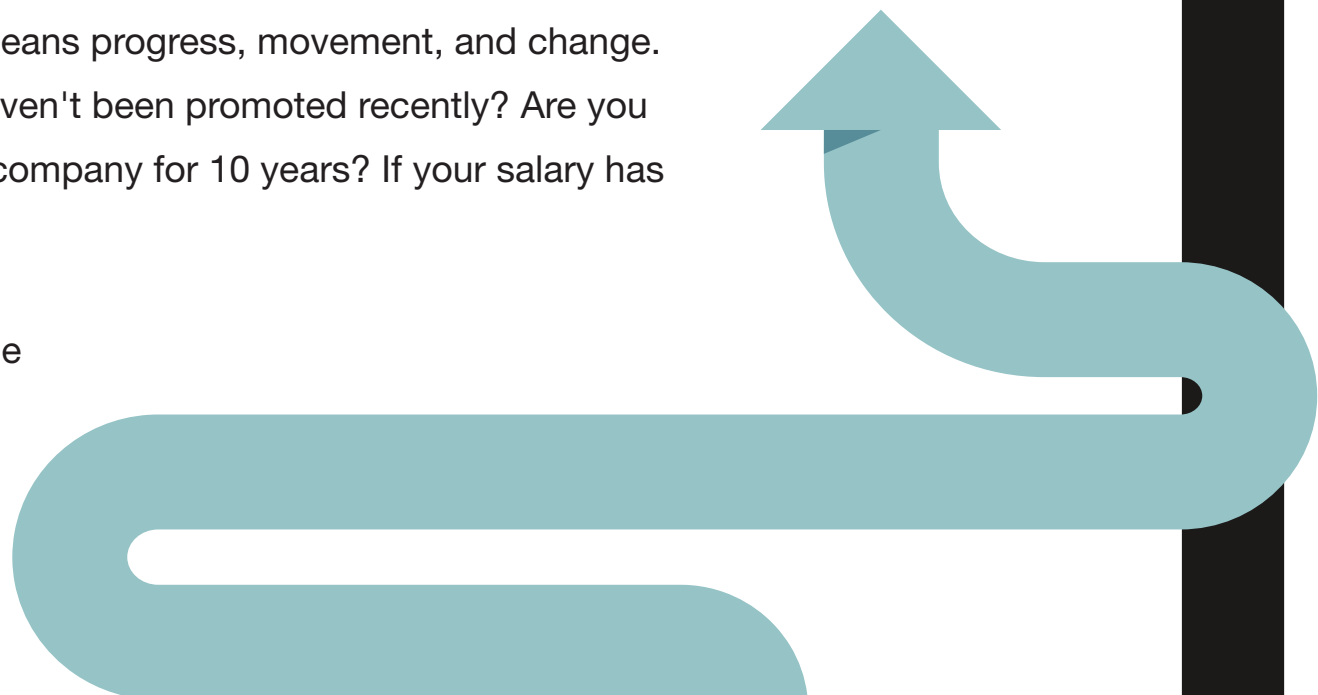 eans progress, movement, and change.
ven't been promoted recently? Are you
company for 10 years? If your salary has
e